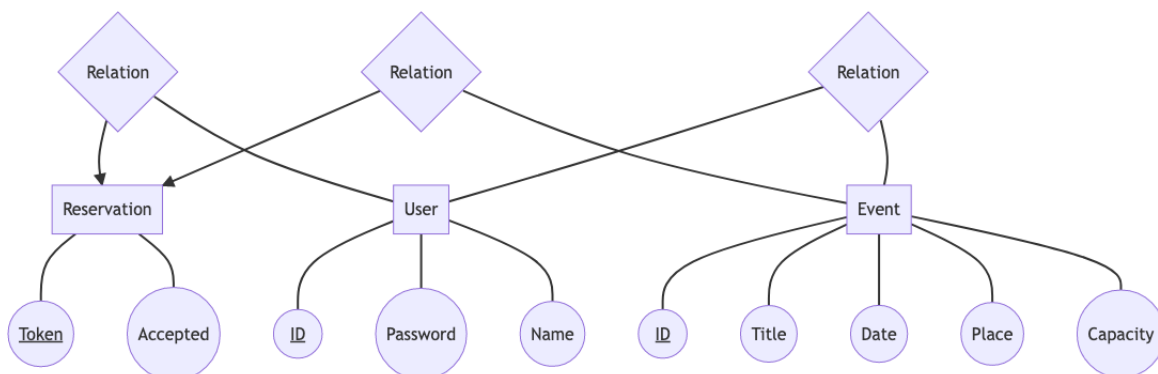 Relation
Relation
Relation
Reservation
User
Event
Token
Accepted
ID
Password
Name
ID
Title
Date
Place
Capacity